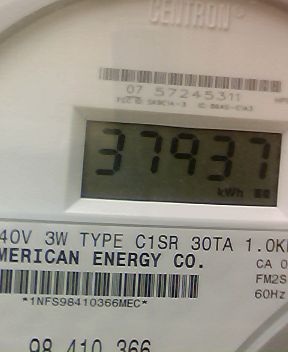 CENTRON®
07 57245311
37937
kWh
40V 3W TYPE C1SR 30TA 1.0K
MERICAN ENERGY CO.
CA 0
FM2S
60Hz
*1NFS98410366MEC*
98 410 366